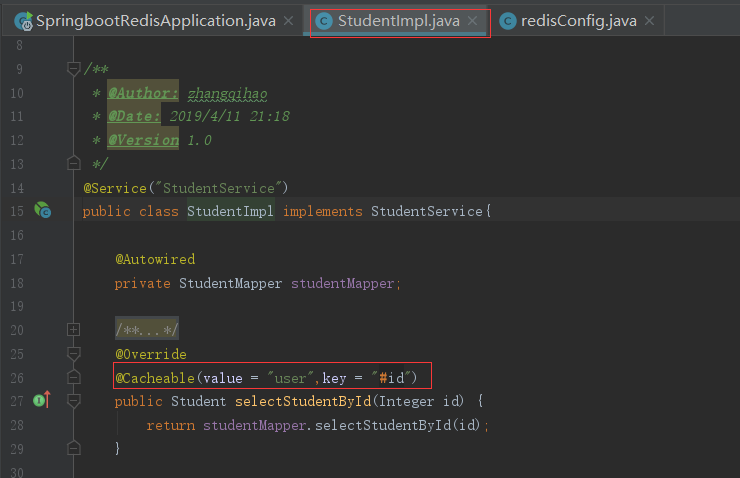 SpringbootRedisApplication.java × StudentImpl.java × redisConfig.java ×
8
9 /**
10 * @Author: zhangqihao
11 * @Date: 2019/4/11 21:18
12 * @Version 1.0
13 */
14 @Service("StudentService")
15 public class StudentImpl implements StudentService{
16
17 @Autowired
18 private StudentMapper studentMapper;
19
20 /**...*/
25 @Override
26 @Cacheable(value = "user",key = "#id")
27 public Student selectStudentById(Integer id) {
28 return studentMapper.selectStudentById(id);
29 }
30